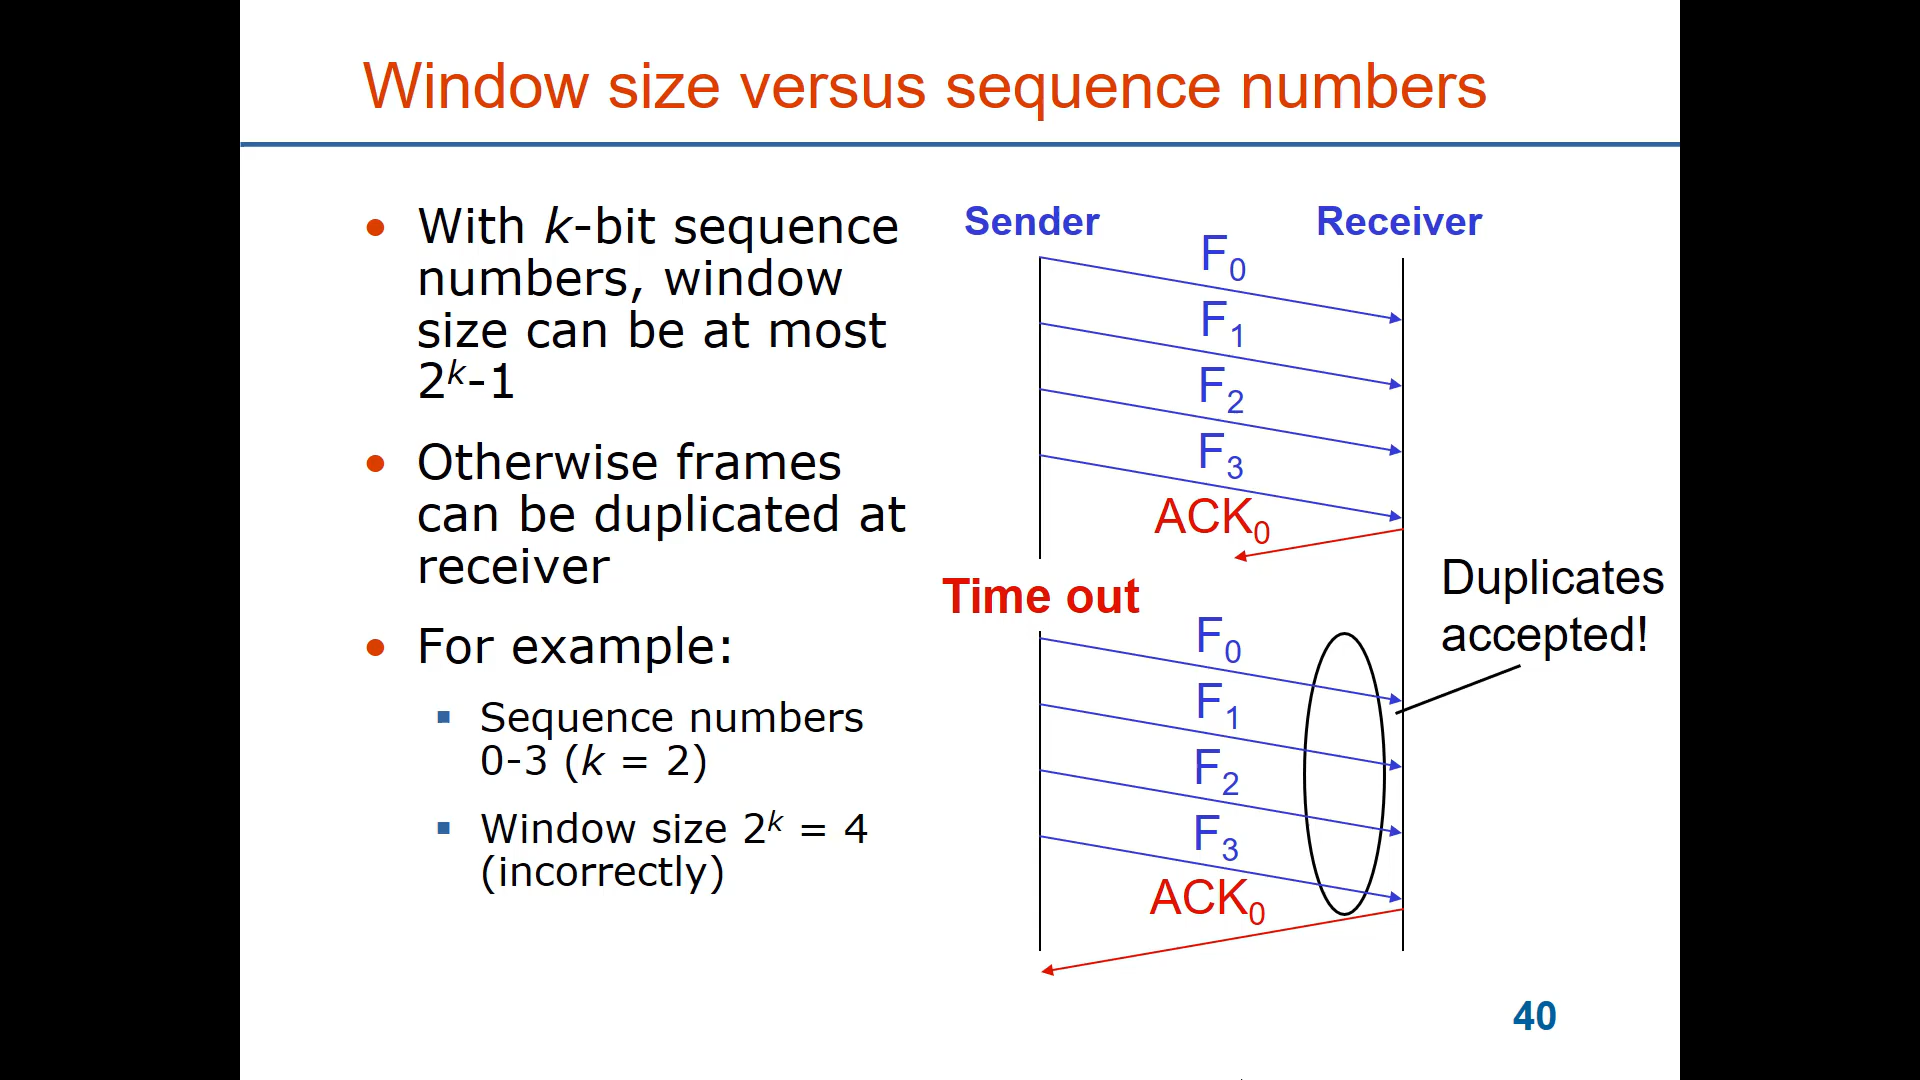 Window size versus sequence numbers
With k-bit sequence
numbers, window
size can be at most
2ᵏ-1
Otherwise frames
can be duplicated at
receiver
For example:
Sequence numbers
0-3 (k = 2)
Window size 2ᵏ = 4
(incorrectly)
Sender Receiver
F₀
F₁
F₂
F₃
ACK₀
Time out
Duplicates
accepted!
F₀
F₁
F₂
F₃
ACK₀
40